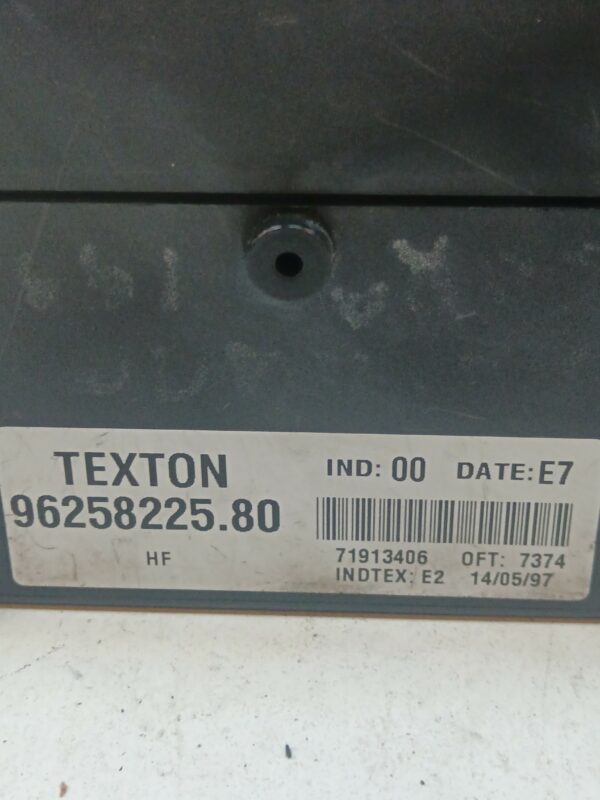 TEXTON
96258225.80
HF
IND: 00 DATE: E7
71913406 OFT: 7374
INDTEX: E2 14/05/97